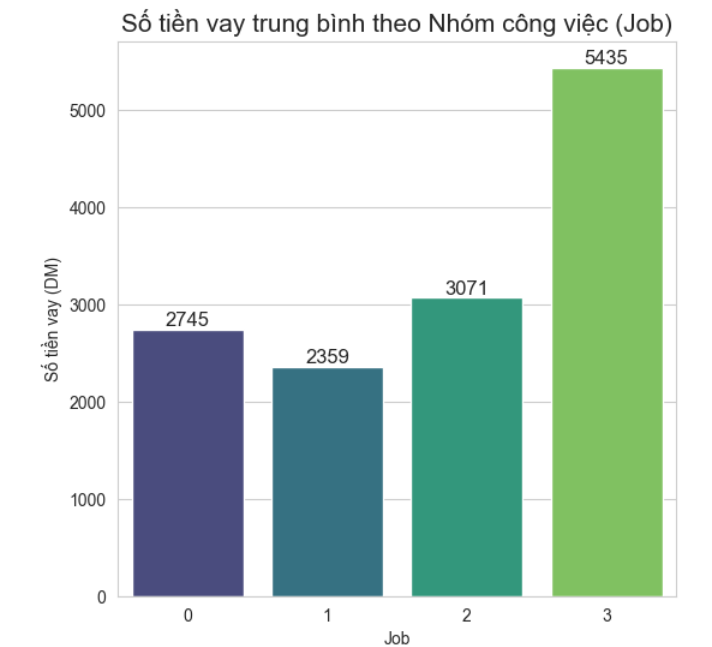 Số tiền vay trung bình theo Nhóm công việc (Job)
5435
5000
4000
3071
3000
2745
2359
2000
1000
0
Số tiền vay (DM)
0 1 2 3
Job